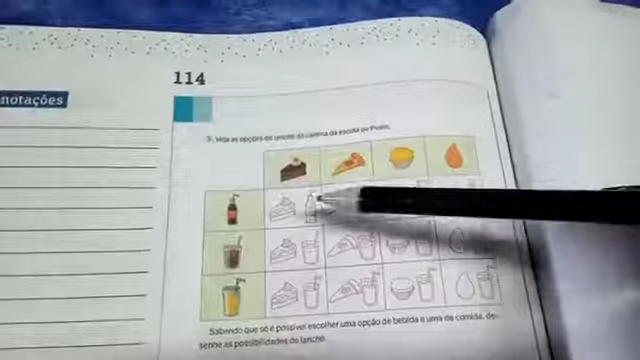 114
notações
3. Veja as opções de lanche da cantina da escola de Pedro.
Sabendo que só é possível escolher uma opção de bebida e uma de comida, de-
senhe as possibilidades de lanche.